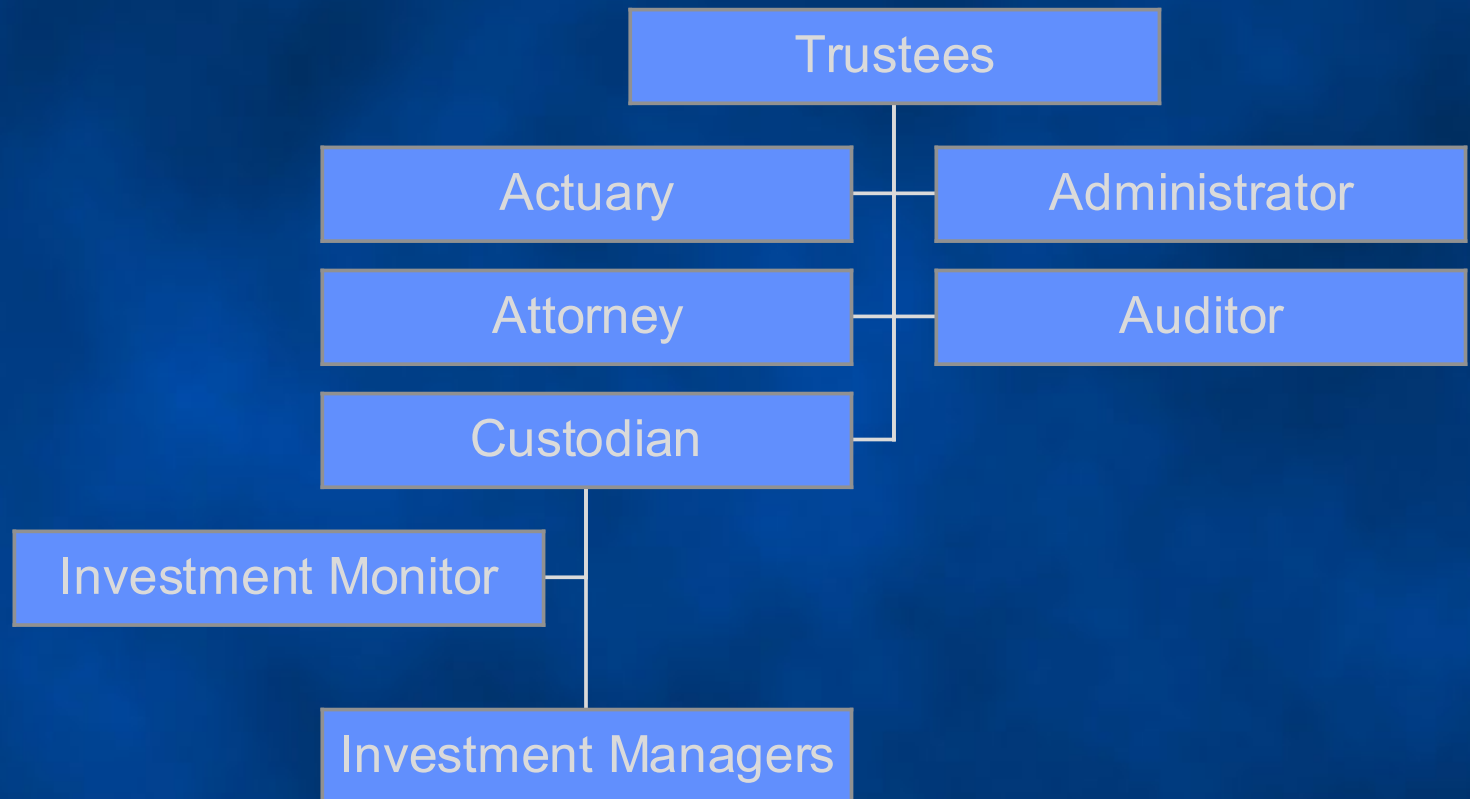 Trustees
Actuary
Administrator
Attorney
Auditor
Custodian
Investment Monitor
Investment Managers